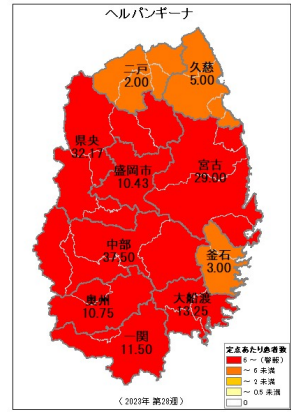 ヘルパンギーナ
二戸
2.00
久慈
5.00
県央
32.17
盛岡市
10.43
宮古
29.00
中部
37.50
釜石
3.00
奥州
10.75
大船渡
13.25
一関
11.50
定点あたり患者数
6 ～ (警報)
～ 6 未満
～ 2 未満
～ 0.5 未満
0
( 2023年 第28週 )